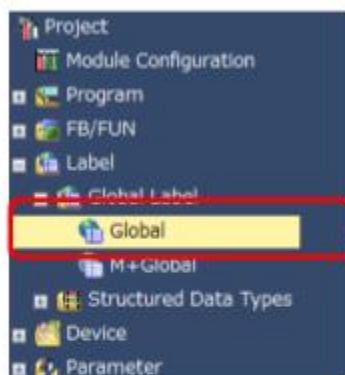 Project
Module Configuration
Program
FB/FUN
Label
Global Label
Global
M+Global
Structured Data Types
Device
Parameter